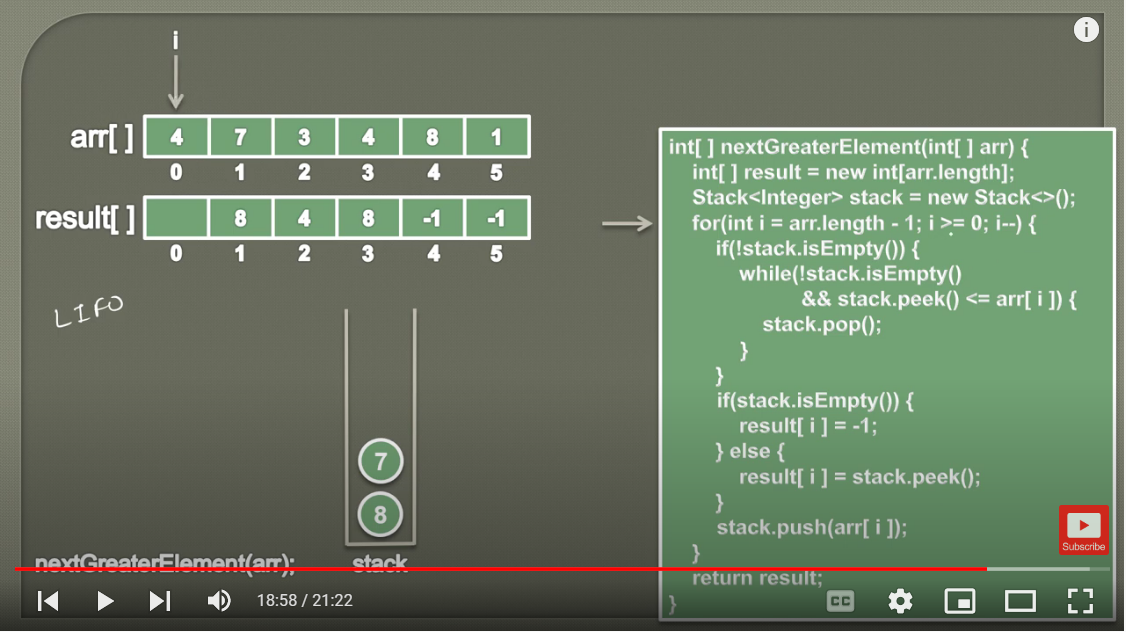 i
arr[ ] 4 7 3 4 8 1
0 1 2 3 4 5
result[ ] 8 4 8 -1 -1
0 1 2 3 4 5
LIFO
7
8
nextGreaterElement(arr);
stack
int[ ] nextGreaterElement(int[ ] arr) {
int[ ] result = new int[arr.length];
Stack<Integer> stack = new Stack<>();
for(int i = arr.length - 1; i >= 0; i--) {
if(!stack.isEmpty()) {
while(!stack.isEmpty()
&& stack.peek() <= arr[ i ]) {
stack.pop();
}
}
if(stack.isEmpty()) {
result[ i ] = -1;
} else {
result[ i ] = stack.peek();
}
stack.push(arr[ i ]);
}
return result;
}
Subscribe
18:58 / 21:22
CC